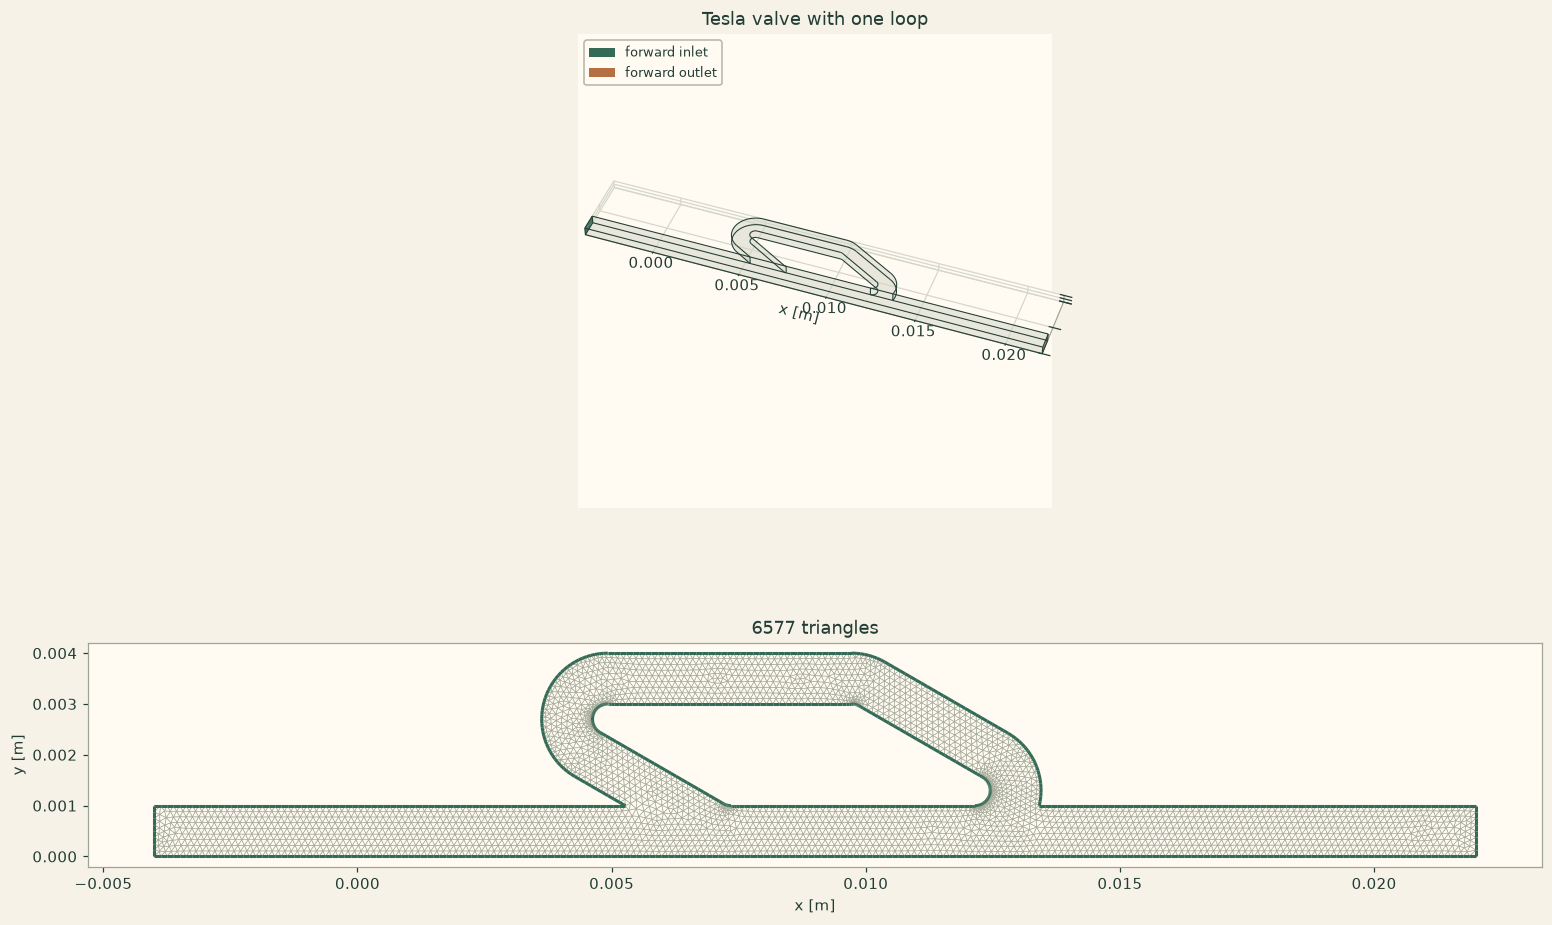 Tesla valve with one loop
forward inlet
forward outlet
0.000
0.005
x [m]
0.010
0.015
0.020
6577 triangles
0.004
0.003
0.002
0.001
0.000
y [m]
−0.005 0.000 0.005 0.010 0.015 0.020
x [m]